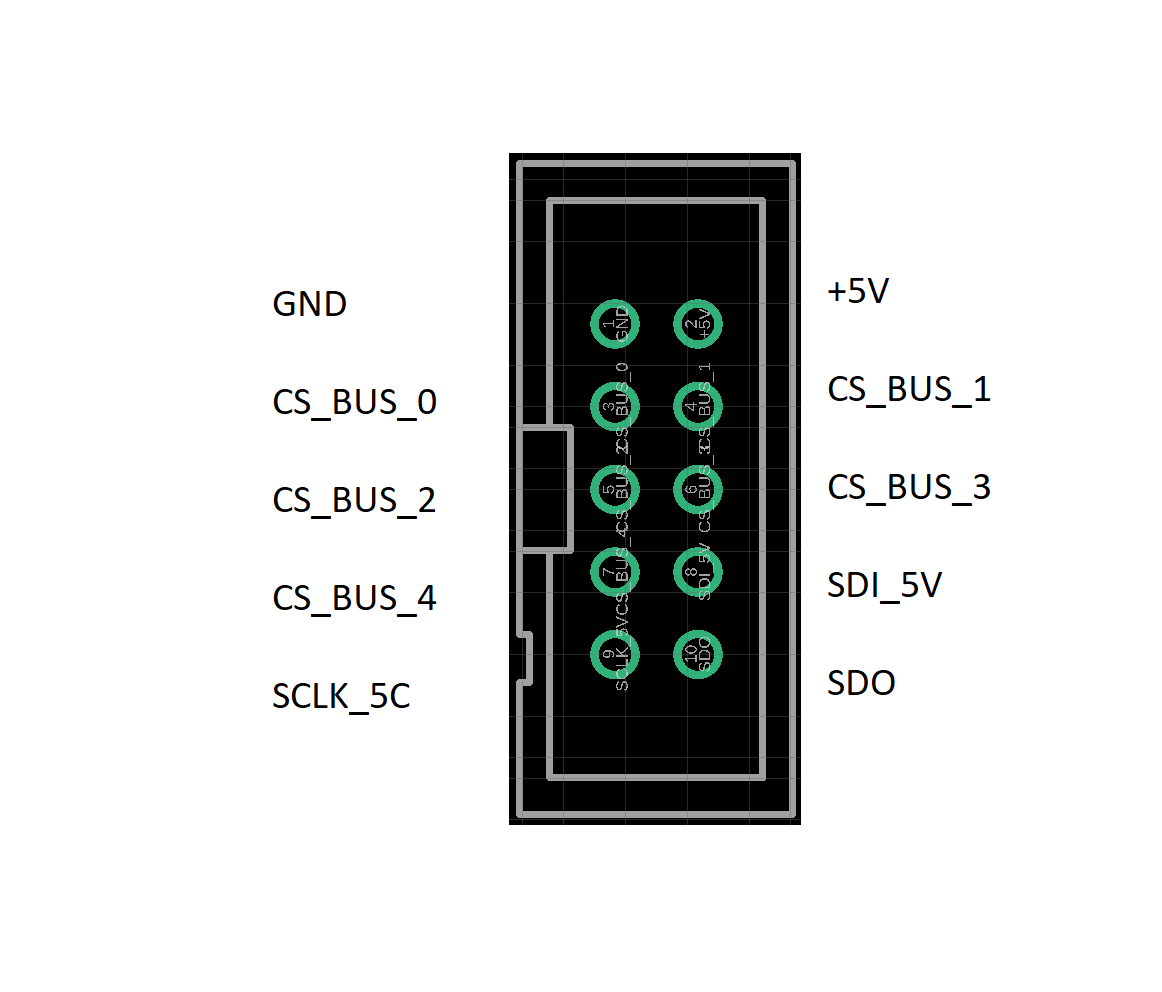 GND
+5V
CS_BUS_0
CS_BUS_1
CS_BUS_2
CS_BUS_3
CS_BUS_4
SDI_5V
SCLK_5C
SDO
1 GND
2 +5V
3 CS_BUS_0
4 CS_BUS_1
5 CS_BUS_2
6 CS_BUS_3
7 CS_BUS_4
8 SDI_5V
9 SCLK_5V
10 SDO